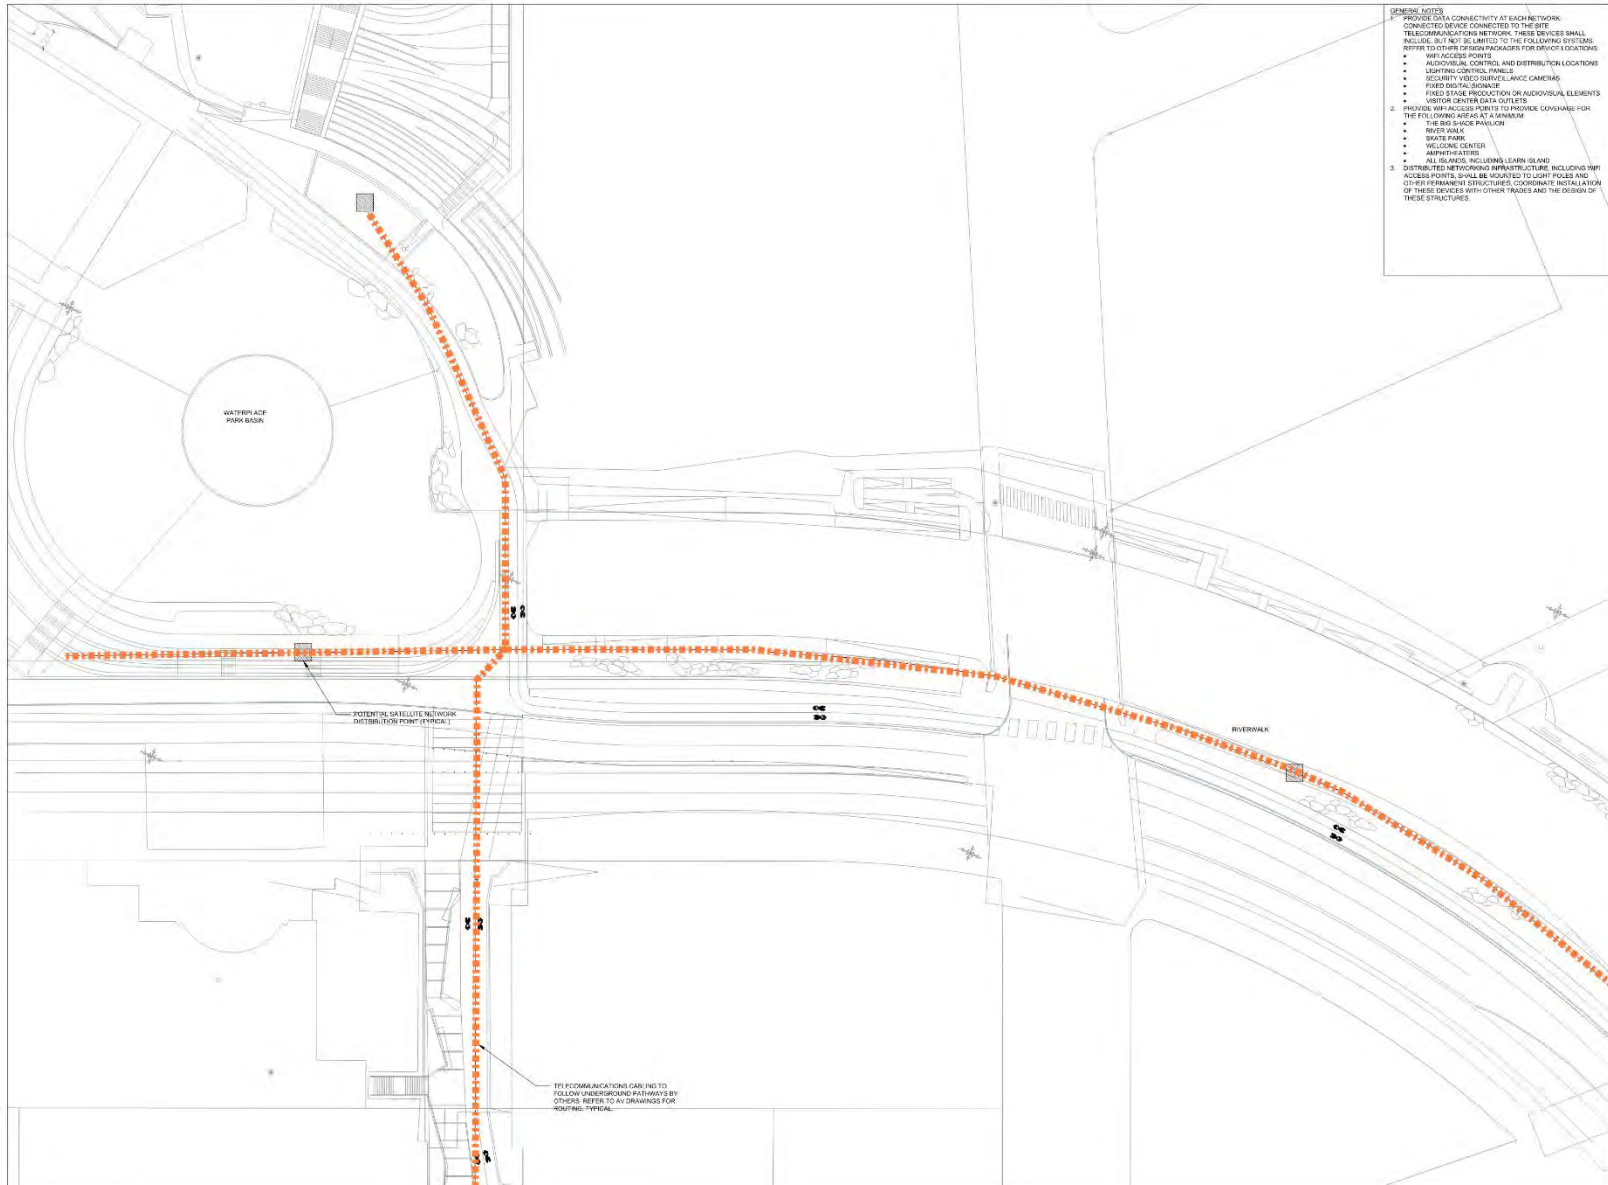 GENERAL NOTES
1. PROVIDE DATA CONNECTIVITY AT EACH NETWORK-
CONNECTED DEVICE CONNECTED TO THE SITE
TELECOMMUNICATIONS NETWORK. THESE DEVICES SHALL
INCLUDE, BUT NOT BE LIMITED TO THE FOLLOWING SYSTEMS.
REFER TO OTHER DESIGN PACKAGES FOR DEVICE LOCATIONS:
• WIFI ACCESS POINTS
• AUDIOVISUAL CONTROL AND DISTRIBUTION LOCATIONS
• LIGHTING CONTROL PANELS
• SECURITY VIDEO SURVEILLANCE CAMERAS
• FIXED DIGITAL SIGNAGE
• FIXED STAGE PRODUCTION OR AUDIOVISUAL ELEMENTS
• VISITOR CENTER DATA OUTLETS
2. PROVIDE WIFI ACCESS POINTS TO PROVIDE COVERAGE FOR
THE FOLLOWING AREAS AT A MINIMUM:
• THE BIG SHADE PAVILION
• RIVER WALK
• SKATE PARK
• WELCOME CENTER
• AMPHITHEATERS
• ALL ISLANDS, INCLUDING LEARN ISLAND
3. DISTRIBUTED NETWORKING INFRASTRUCTURE, INCLUDING WIFI
ACCESS POINTS, SHALL BE MOUNTED TO LIGHT POLES AND
OTHER PERMANENT STRUCTURES, COORDINATE INSTALLATION
OF THESE DEVICES WITH OTHER TRADES AND THE DESIGN OF
THESE STRUCTURES.
WATERPLACE
PARK BASIN
POTENTIAL SATELLITE NETWORK
DISTRIBUTION POINT (TYPICAL)
RIVERWALK
TELECOMMUNICATIONS CABLING TO
FOLLOW UNDERGROUND PATHWAYS BY
OTHERS. REFER TO AV DRAWINGS FOR
ROUTING, TYPICAL.